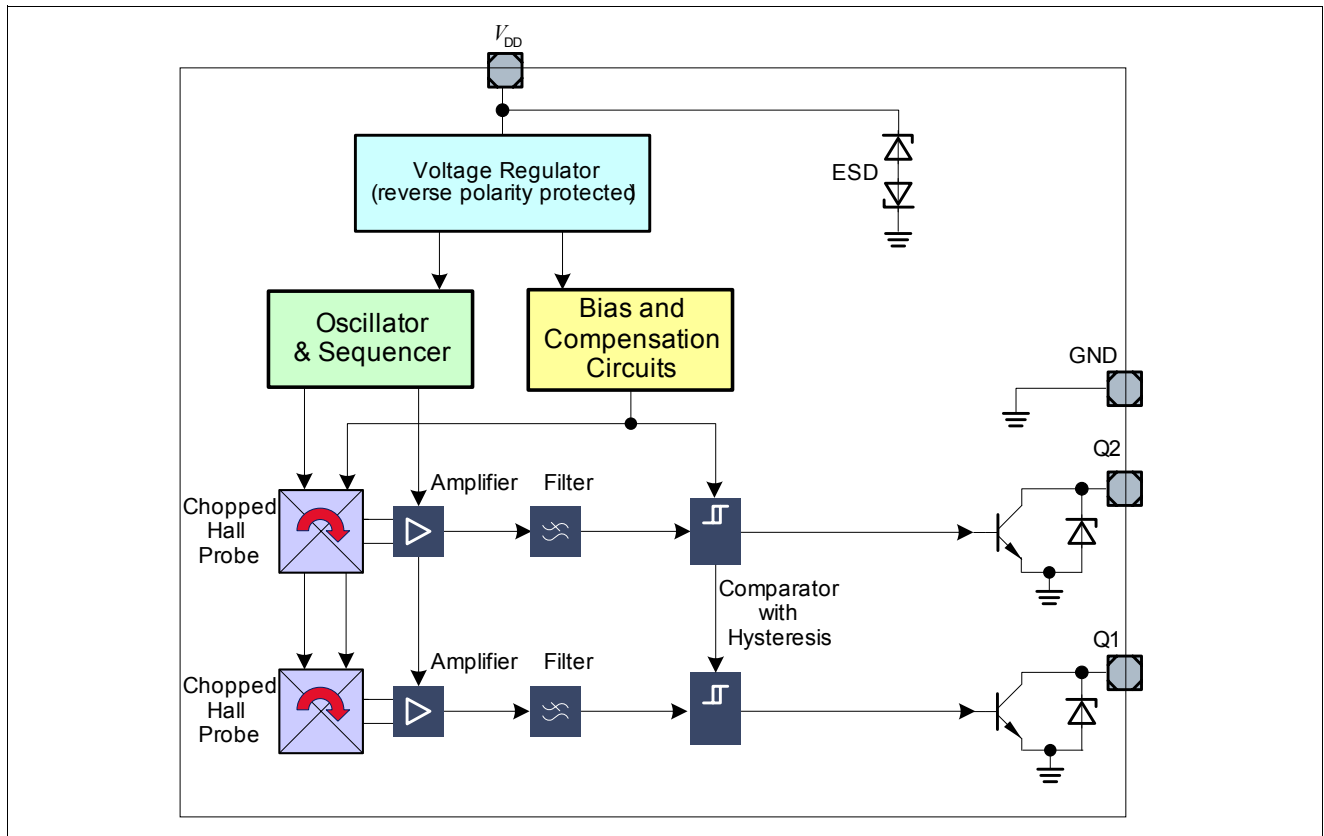 VDD
Voltage Regulator
(reverse polarity protected)
ESD
Oscillator
& Sequencer
Bias and
Compensation
Circuits
GND
Q2
Amplifier
Filter
Chopped
Hall
Probe
Comparator
with
Hysteresis
Q1
Amplifier
Filter
Chopped
Hall
Probe